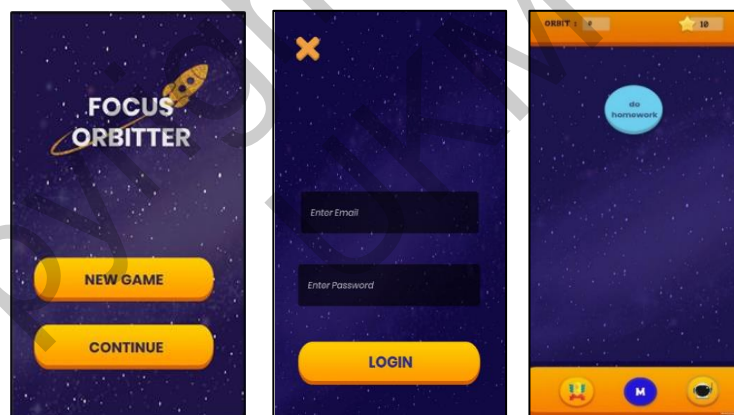 FOCUS
ORBITTER
NEW GAME
CONTINUE
Enter Email
Enter Password
LOGIN
ORBIT :
10
do
homework
M